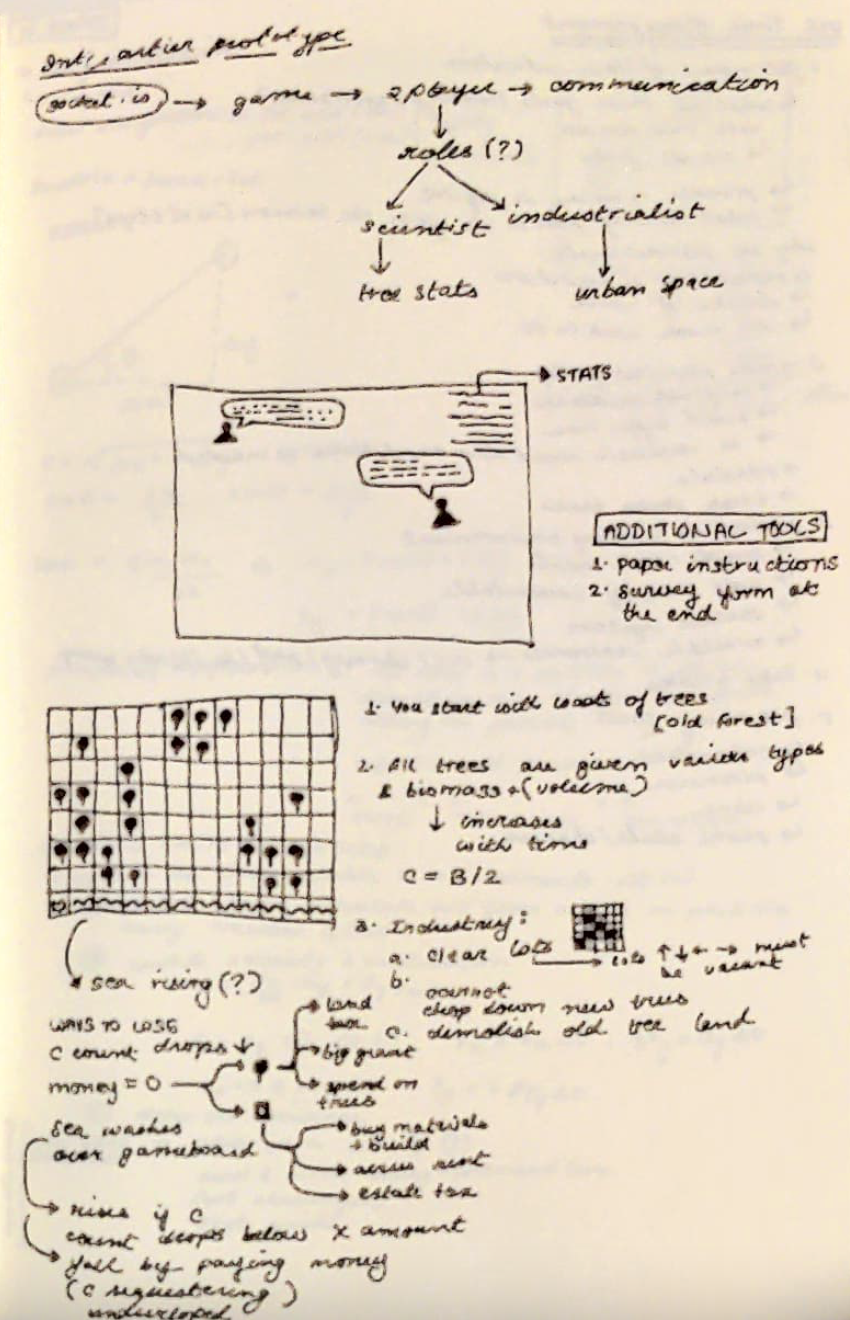 prototype
socket.io → game → 2 player → communication
roles (?)
scientist industrialist
tree stats urban space
STATS
ADDITIONAL TOOLS
1. paper instructions
2. survey form at
the end
1. You start with loads of trees
[old forest]
2. All trees are given various types
& biomass (volume)
↓ increases
with time
C = B/2
3. Industry:
a. clear lots → lots ↑ ↓ ← → must
be vacant
b. cannot
chop down new trees
c. demolish old tree land
sea rising (?)
WAYS TO LOSE
C count drops ↓
money = 0
land
tax
big grant
spend on
trees
buy materials
+ build
accrue rent
estate tax
Sea washes
over gameboard
rises if C
count drops below X amount
fall by paying money
(C sequestering)